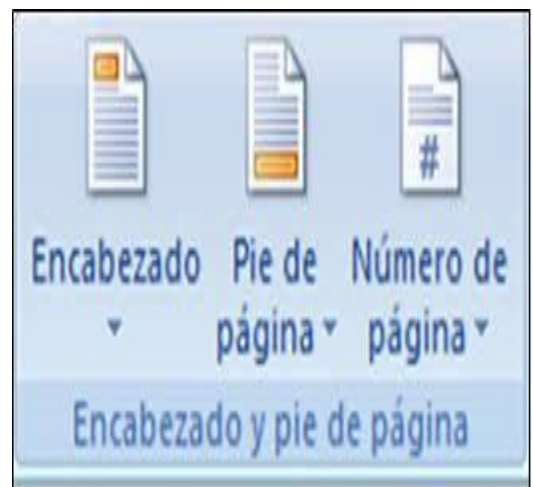 #
Encabezado Pie de Número de
página página
Encabezado y pie de página